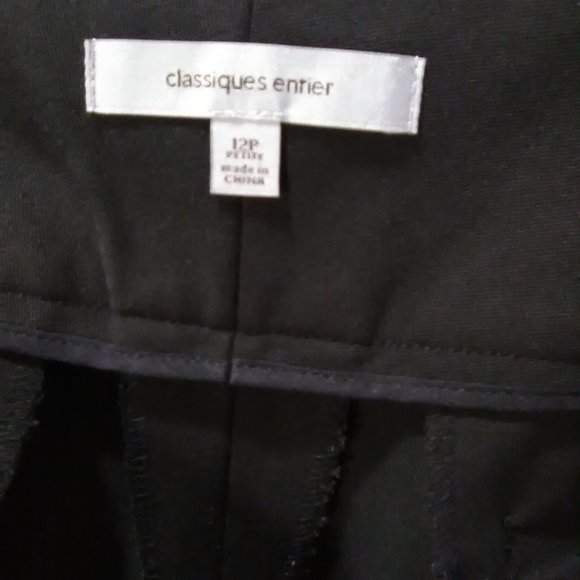 classiques entier
12P
PETITE
made in
CHINA